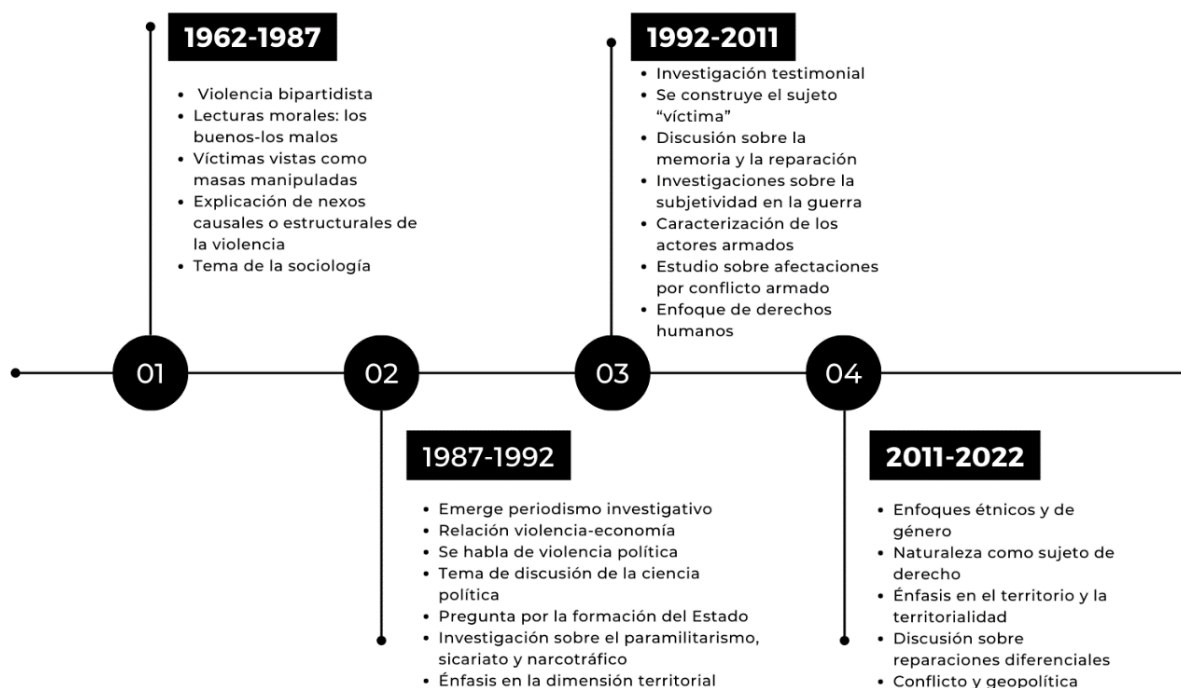 1962-1987
• Violencia bipartidista
• Lecturas morales: los
buenos-los malos
• Víctimas vistas como
masas manipuladas
• Explicación de nexos
causales o estructurales de
la violencia
• Tema de la sociología
1992-2011
• Investigación testimonial
• Se construye el sujeto
“víctima”
• Discusión sobre la
memoria y la reparación
• Investigaciones sobre la
subjetividad en la guerra
• Caracterización de los
actores armados
• Estudio sobre afectaciones
por conflicto armado
• Enfoque de derechos
humanos
01
02
03
04
1987-1992
• Emerge periodismo investigativo
• Relación violencia-economía
• Se habla de violencia política
• Tema de discusión de la ciencia
política
• Pregunta por la formación del Estado
• Investigación sobre el paramilitarismo,
sicariato y narcotráfico
• Énfasis en la dimensión territorial
2011-2022
• Enfoques étnicos y de
género
• Naturaleza como sujeto de
derecho
• Énfasis en el territorio y la
territorialidad
• Discusión sobre
reparaciones diferenciales
• Conflicto y geopolítica